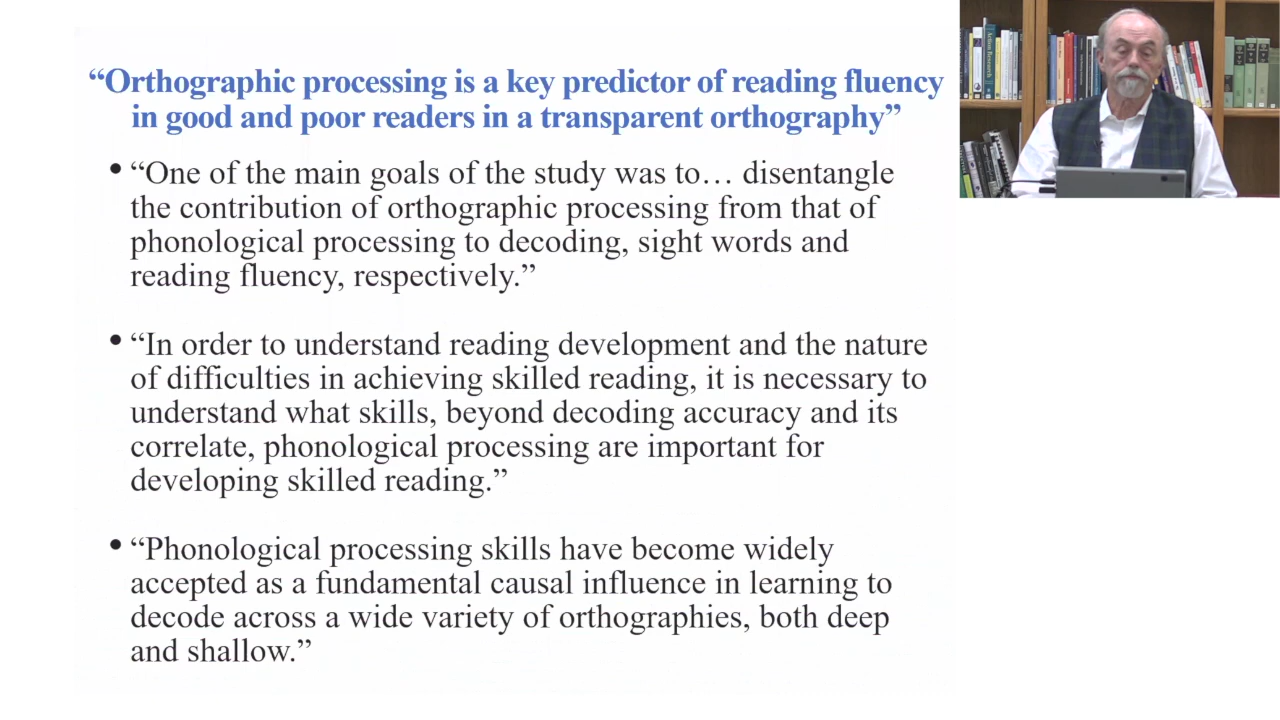 “Orthographic processing is a key predictor of reading fluency
in good and poor readers in a transparent orthography”
• “One of the main goals of the study was to… disentangle
the contribution of orthographic processing from that of
phonological processing to decoding, sight words and
reading fluency, respectively.”
• “In order to understand reading development and the nature
of difficulties in achieving skilled reading, it is necessary to
understand what skills, beyond decoding accuracy and its
correlate, phonological processing are important for
developing skilled reading.”
• “Phonological processing skills have become widely
accepted as a fundamental causal influence in learning to
decode across a wide variety of orthographies, both deep
and shallow.”
Action Research